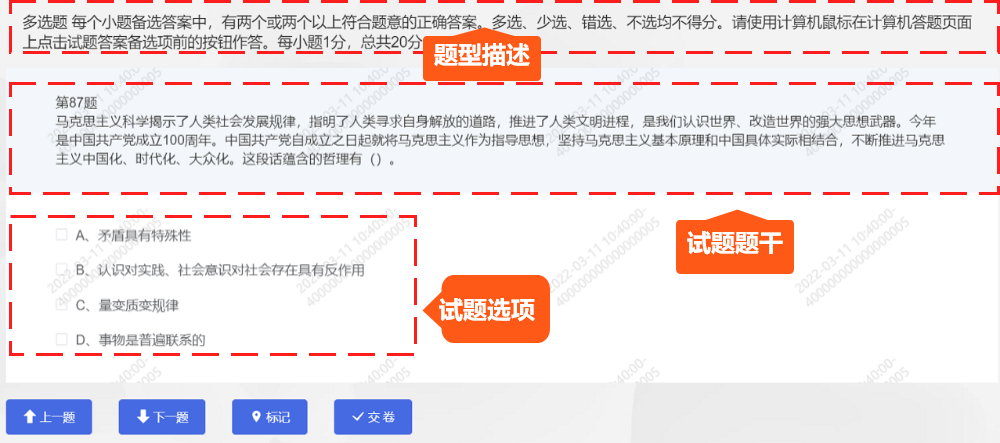 多选题 每个小题备选答案中，有两个或两个以上符合题意的正确答案。多选、少选、错选、不选均不得分。请使用计算机鼠标在计算机答题页面
上点击试题答案备选项前的按钮作答。每小题1分，总共20分
题型描述
第87题
马克思主义科学揭示了人类社会发展规律，指明了人类寻求自身解放的道路，推进了人类文明进程，是我们认识世界、改造世界的强大思想武器。今年
是中国共产党成立100周年。中国共产党自成立之日起就将马克思主义作为指导思想，坚持马克思主义基本原理和中国具体实际相结合，不断推进马克思
主义中国化、时代化、大众化。这段话蕴含的哲理有（）。
试题题干
A、矛盾具有特殊性
B、认识对实践、社会意识对社会存在具有反作用
C、量变质变规律
D、事物是普遍联系的
试题选项
2022-03-11 10:40:00-
400000000005
上一题
下一题
标记
交卷